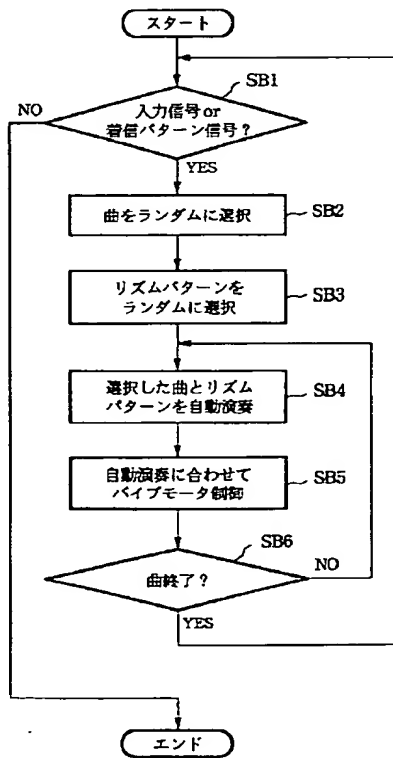 スタート
SB1
入力信号 or
着信パターン信号?
NO
YES
曲をランダムに選択
SB2
リズムパターンを
ランダムに選択
SB3
選択した曲とリズム
パターンを自動演奏
SB4
自動演奏に合わせて
バイブモータ制御
SB5
SB6
曲終了?
NO
YES
エンド